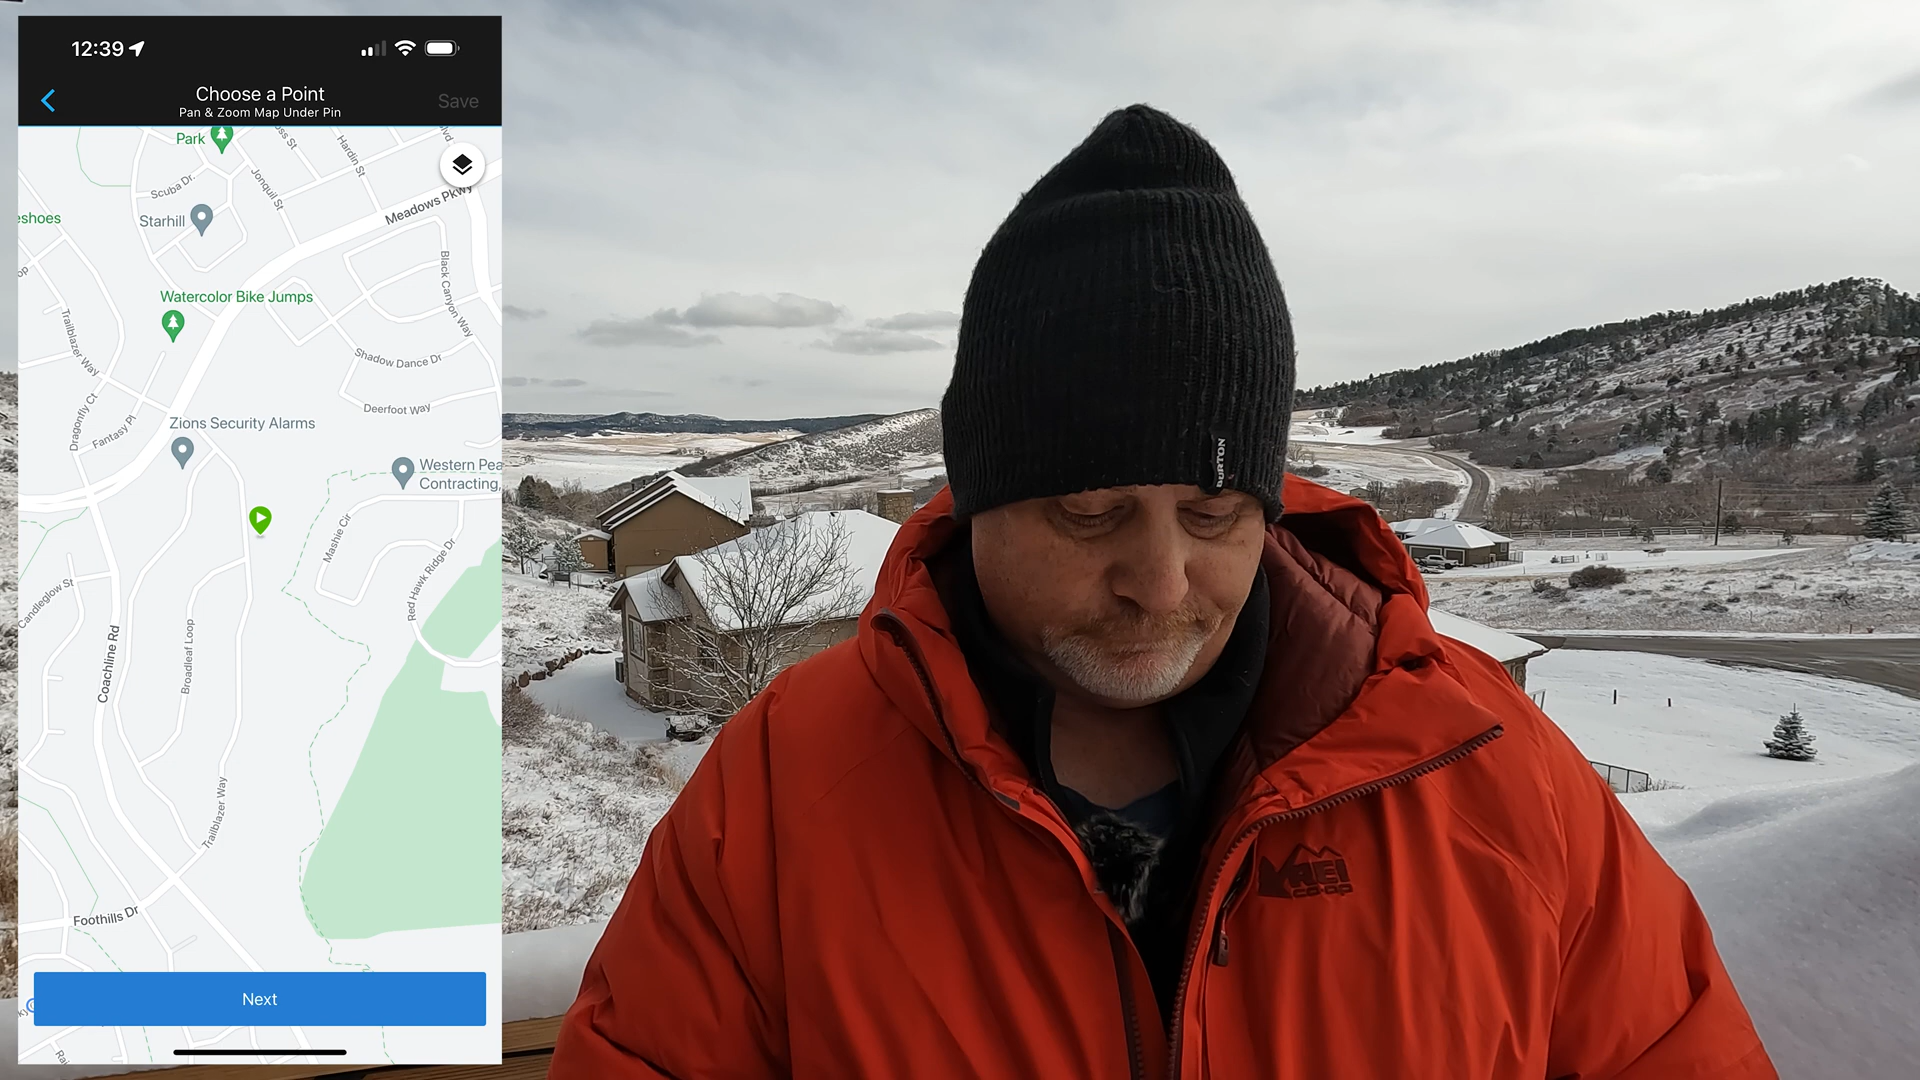 12:39
Choose a Point
Save
Pan & Zoom Map Under Pin
Park
Hardin St
Scuba Dr.
Jonquil St
Meadows Pkwy
eshoes
Starhill
Black Canyon Way
Watercolor Bike Jumps
Trailblazer Way
Shadow Dance Dr
Dragonfly Ct
Fantasy Pl
Deerfoot Way
Zions Security Alarms
BURTON
Western Pea
Contracting,
Mashie Cir
Red Hawk Ridge Dr
Candleglow St
Coachline Rd
Broadleaf Loop
Trailblazer Way
REI
CO-OP
Foothills Dr
Next